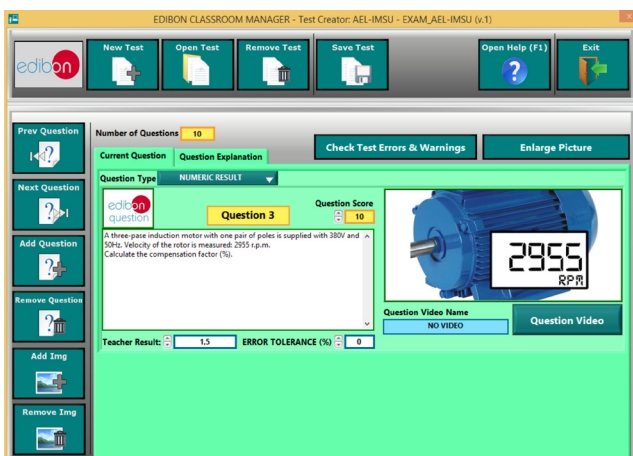 EDIBON CLASSROOM MANAGER - Test Creator: AEL-IMSU - EXAM_AEL-IMSU (v.1)
edibon
New Test
Open Test
Remove Test
Save Test
Open Help (F1)
Exit
Prev Question
Next Question
Add Question
Remove Question
Add Img
Remove Img
Number of Questions 10
Check Test Errors & Warnings
Enlarge Picture
Current Question
Question Explanation
Question Type NUMERIC RESULT
edibon
question
Question 3
Question Score
10
A three-pase induction motor with one pair of poles is supplied with 380V and
50Hz. Velocity of the rotor is measured: 2955 r.p.m.
Calculate the compensation factor (%).
Teacher Result: 1,5 ERROR TOLERANCE (%) 0
2955
RPM
Question Video Name
NO VIDEO
Question Video